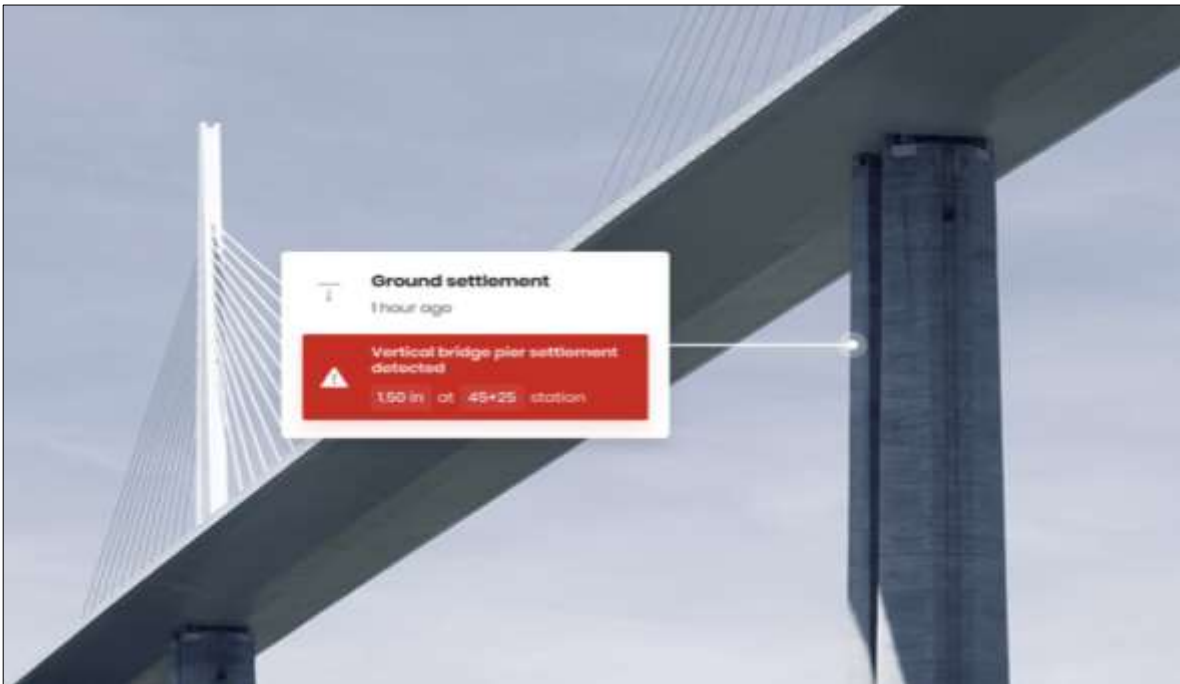 Ground settlement
1 hour ago
Vertical bridge pier settlement
detected
1.50 in at 45+25 station